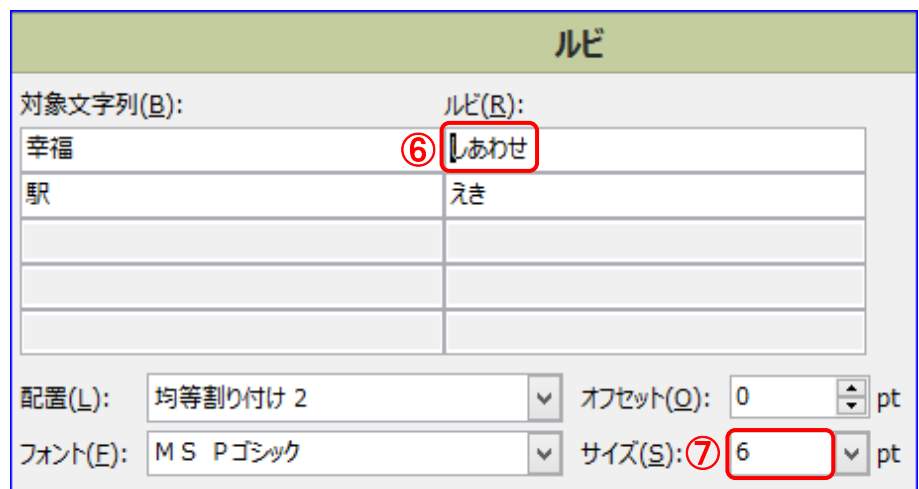 ルビ
対象文字列(B): ルビ(R):
幸福 ⑥ しあわせ
駅 えき
配置(L): 均等割り付け 2 オフセット(O): 0 pt
フォント(F): ＭＳ Ｐゴシック サイズ(S): ⑦ 6 pt